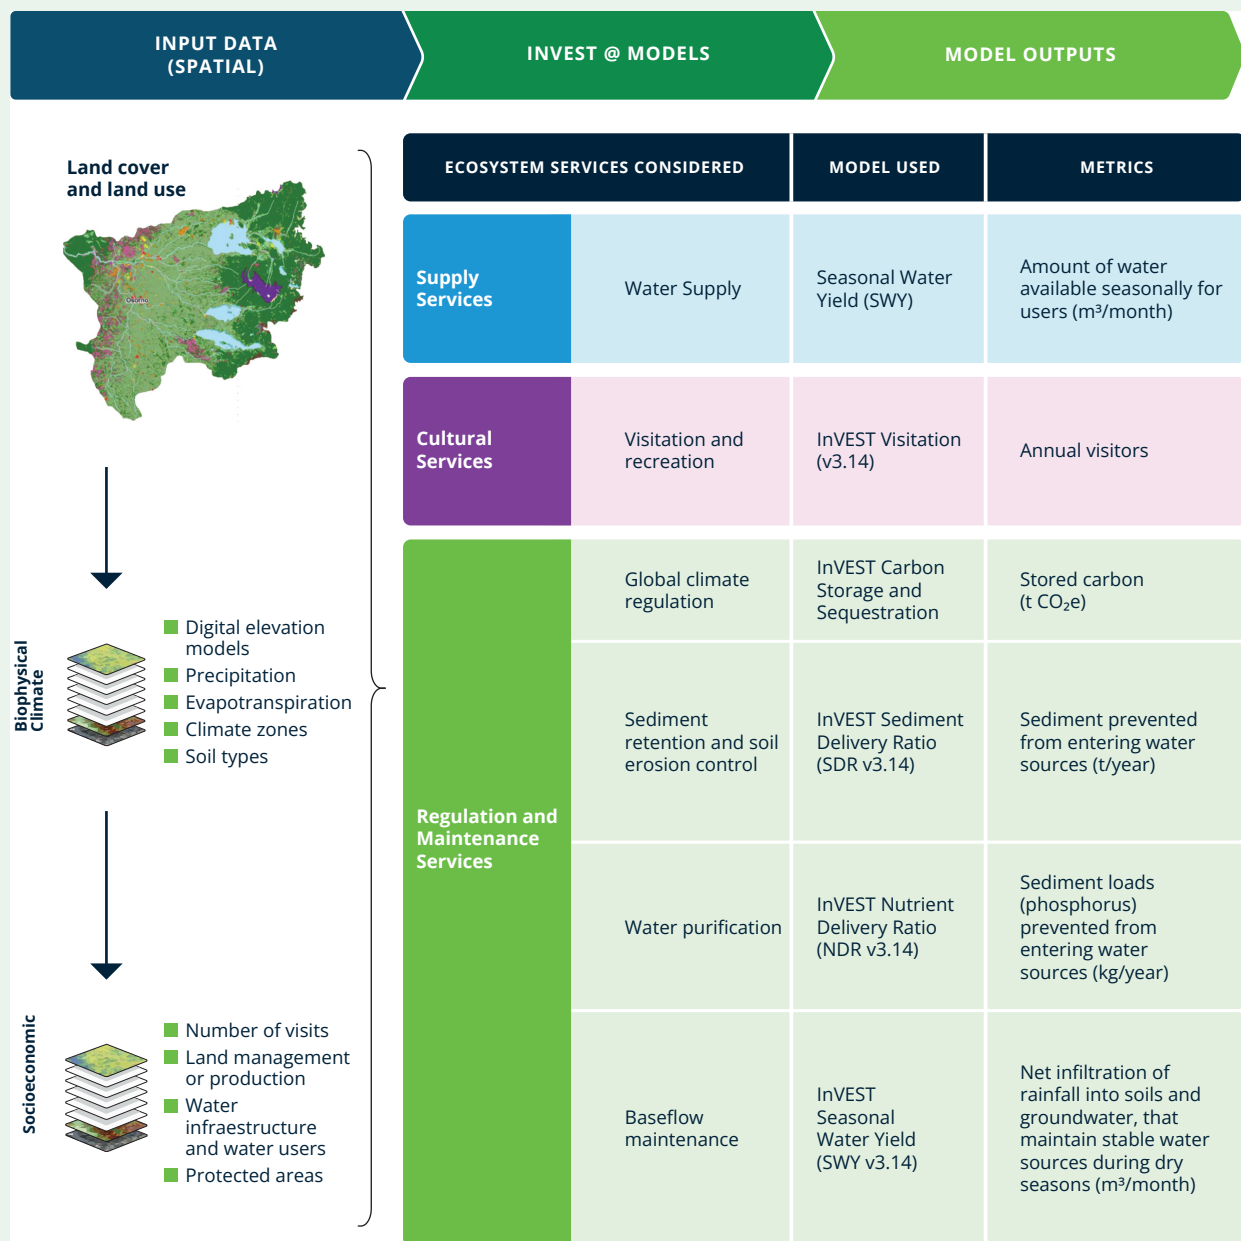 INPUT DATA
(SPATIAL)
INVEST @ MODELS
MODEL OUTPUTS
Land cover
and land use
Biophysical
Climate
Digital elevation
models
Precipitation
Evapotranspiration
Climate zones
Soil types
Socioeconomic
Number of visits
Land management
or production
Water
infraestructure
and water users
Protected areas
ECOSYSTEM SERVICES CONSIDERED
MODEL USED
METRICS
Supply
Services
Water Supply
Seasonal Water
Yield (SWY)
Amount of water
available seasonally for
users (m³/month)
Cultural
Services
Visitation and
recreation
InVEST Visitation
(v3.14)
Annual visitors
Regulation and
Maintenance
Services
Global climate
regulation
InVEST Carbon
Storage and
Sequestration
Stored carbon
(t CO₂e)
Sediment
retention and soil
erosion control
InVEST Sediment
Delivery Ratio
(SDR v3.14)
Sediment prevented
from entering water
sources (t/year)
Water purification
InVEST Nutrient
Delivery Ratio
(NDR v3.14)
Sediment loads
(phosphorus)
prevented from
entering water
sources (kg/year)
Baseflow
maintenance
InVEST
Seasonal
Water Yield
(SWY v3.14)
Net infiltration of
rainfall into soils and
groundwater, that
maintain stable water
sources during dry
seasons (m³/month)